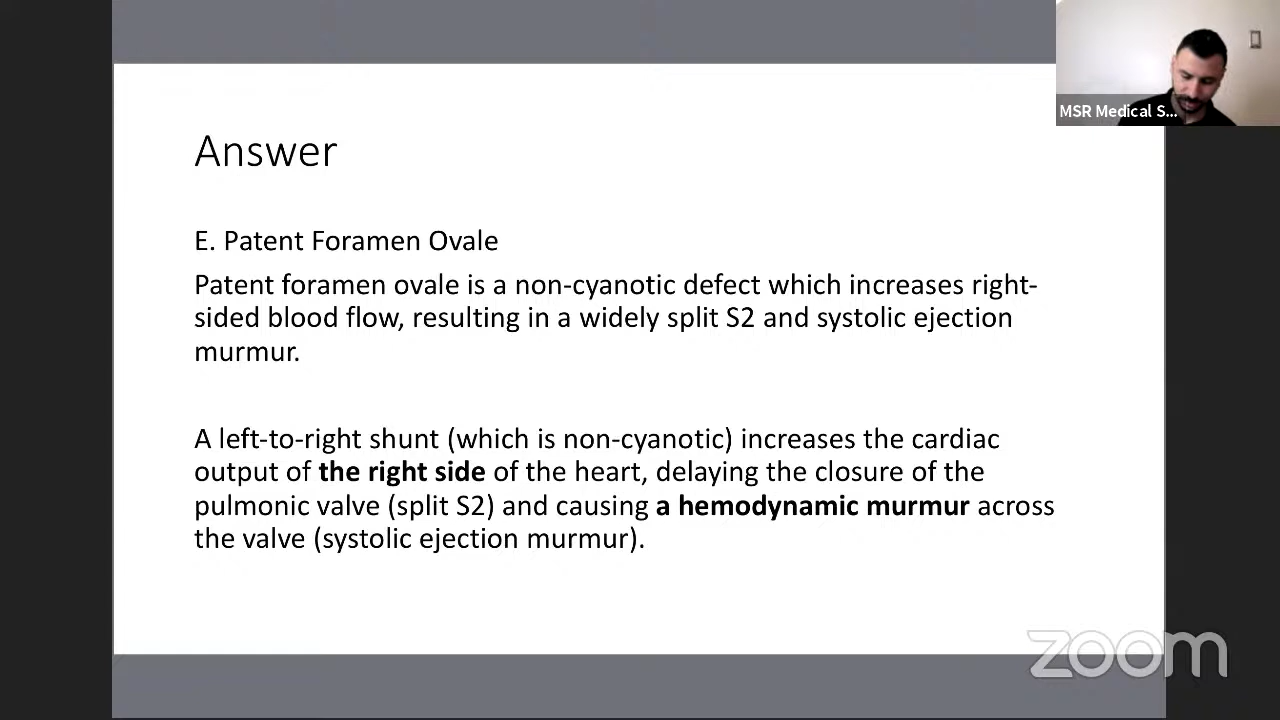 MSR Medical S...
Answer
E. Patent Foramen Ovale
Patent foramen ovale is a non-cyanotic defect which increases right-
sided blood flow, resulting in a widely split S2 and systolic ejection
murmur.
A left-to-right shunt (which is non-cyanotic) increases the cardiac
output of the right side of the heart, delaying the closure of the
pulmonic valve (split S2) and causing a hemodynamic murmur across
the valve (systolic ejection murmur).
zoom